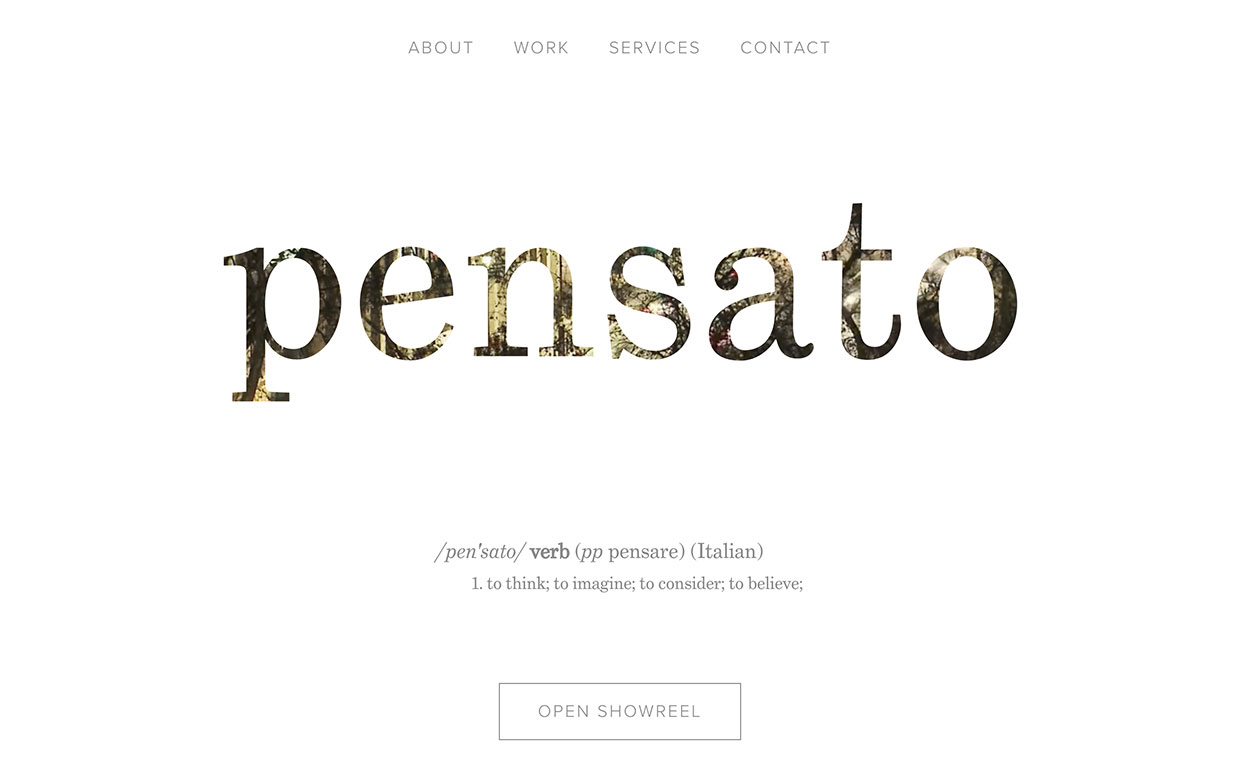 ABOUT WORK SERVICES CONTACT
pensato
/pen'sato/ verb (pp pensare) (Italian)
1. to think; to imagine; to consider; to believe;
OPEN SHOWREEL